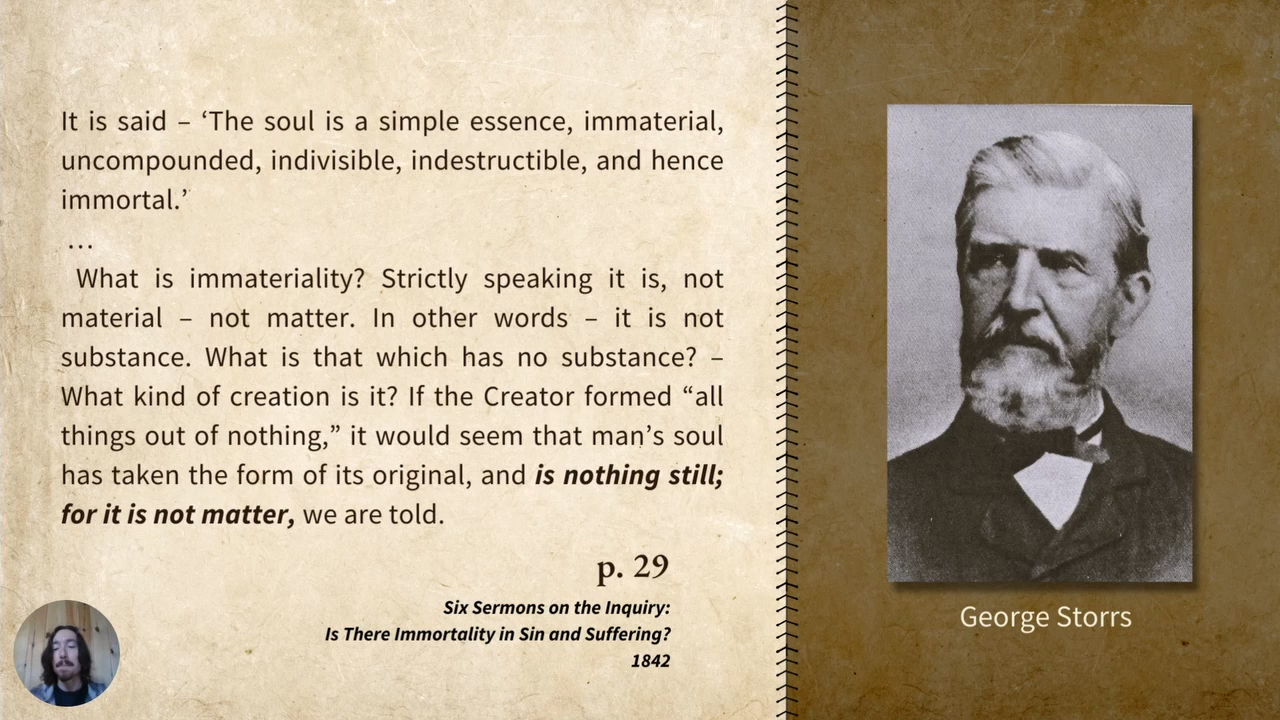 It is said – ‘The soul is a simple essence, immaterial,
uncompounded, indivisible, indestructible, and hence
immortal.’
…
What is immateriality? Strictly speaking it is, not
material – not matter. In other words – it is not
substance. What is that which has no substance? –
What kind of creation is it? If the Creator formed “all
things out of nothing,” it would seem that man’s soul
has taken the form of its original, and is nothing still;
for it is not matter, we are told.
p. 29
Six Sermons on the Inquiry:
Is There Immortality in Sin and Suffering?
1842
George Storrs